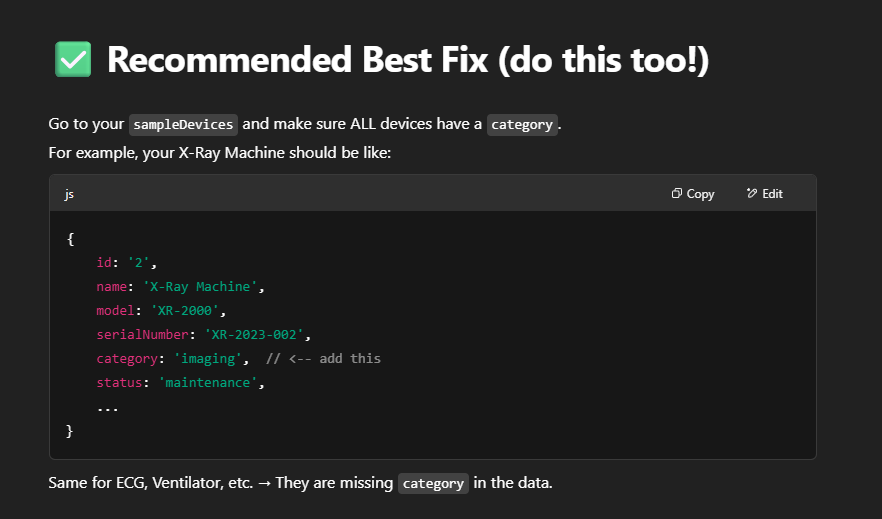 ✅ Recommended Best Fix (do this too!)
Go to your sampleDevices and make sure ALL devices have a category.
For example, your X-Ray Machine should be like:
js Copy Edit
{
    id: '2',
    name: 'X-Ray Machine',
    model: 'XR-2000',
    serialNumber: 'XR-2023-002',
    category: 'imaging',  // <-- add this
    status: 'maintenance',
    ...
}
Same for ECG, Ventilator, etc. → They are missing category in the data.